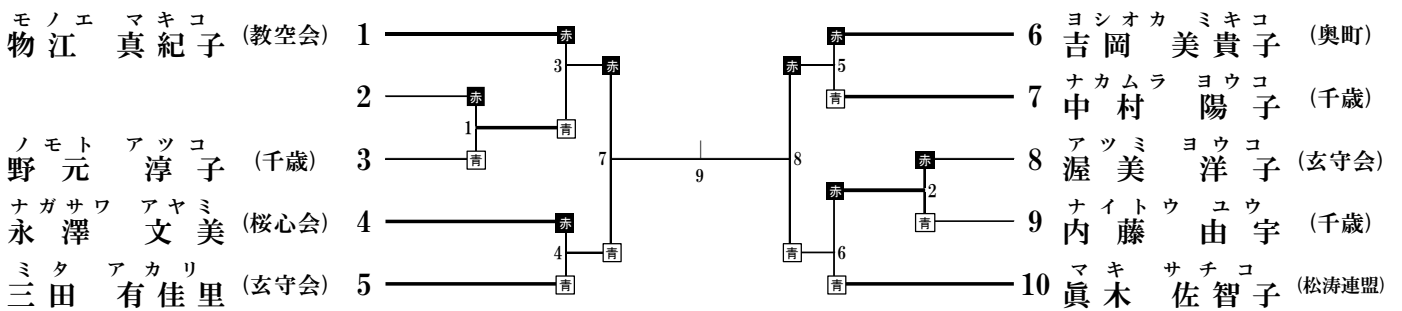 モノエ マキコ
物江 真紀子 (教空会) 1
2
ノモト アツコ
野元 淳子 (千歳) 3
ナガサワ アヤミ
永澤 文美 (桜心会) 4
ミタ アカリ
三田 有佳里 (玄守会) 5
赤
3
赤
赤
1
青
青
7
赤
4
青
青
9
赤
赤
5
青
8
赤
赤
2
青
6
青
青
ヨシオカ ミキコ
6 吉岡 美貴子 (奥町)
ナカムラ ヨウコ
7 中村 陽子 (千歳)
アツミ ヨウコ
8 渥美 洋子 (玄守会)
ナイトウ ユウ
9 内藤 由宇 (千歳)
マキ サチコ
10 眞木 佐智子 (松涛連盟)